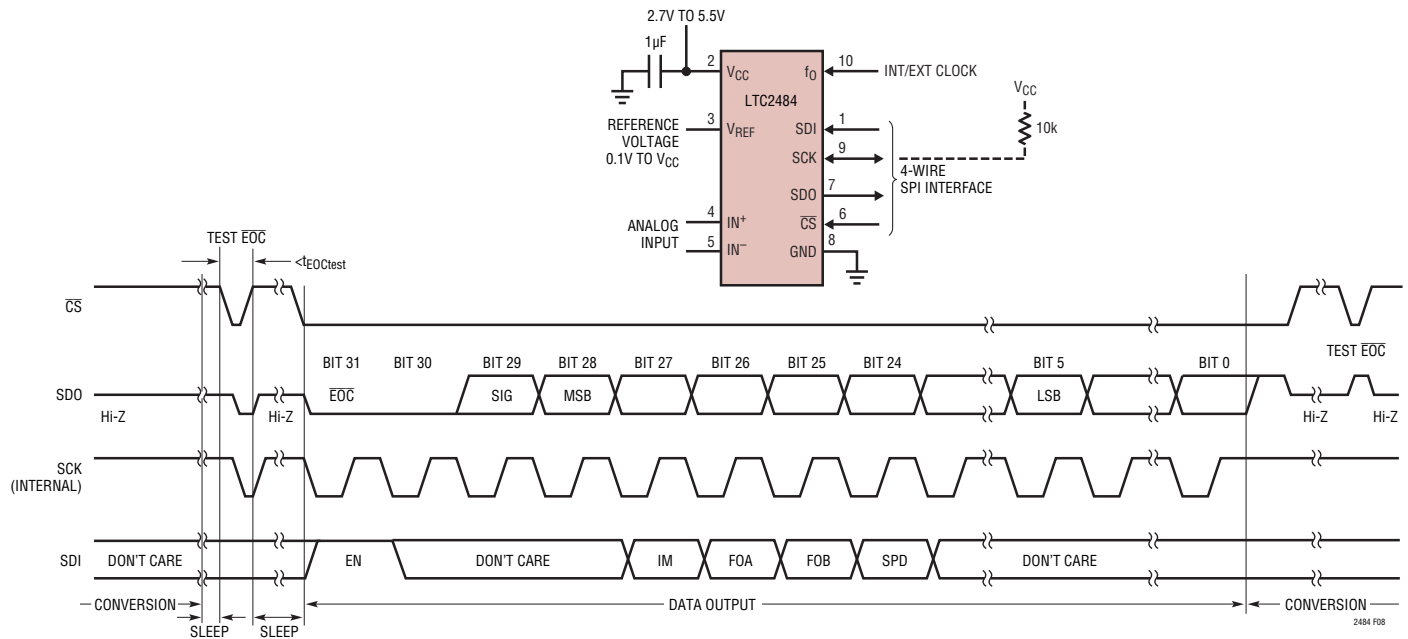 2.7V TO 5.5V
1µF
2 VCC fO 10 INT/EXT CLOCK
LTC2484
VCC
10k
REFERENCE VOLTAGE 0.1V TO VCC
3 VREF
SDI 1
SCK 9
SDO 7
CS 6
4-WIRE SPI INTERFACE
ANALOG INPUT
4 IN+
5 IN−
GND 8
TEST EOC
<tEOCtest
CS
BIT 31 BIT 30 BIT 29 BIT 28 BIT 27 BIT 26 BIT 25 BIT 24 BIT 5 BIT 0 TEST EOC
SDO EOC SIG MSB LSB
Hi-Z Hi-Z Hi-Z Hi-Z
SCK
(INTERNAL)
SDI DON'T CARE EN DON'T CARE IM FOA FOB SPD DON'T CARE
CONVERSION DATA OUTPUT CONVERSION
SLEEP SLEEP
2484 F08